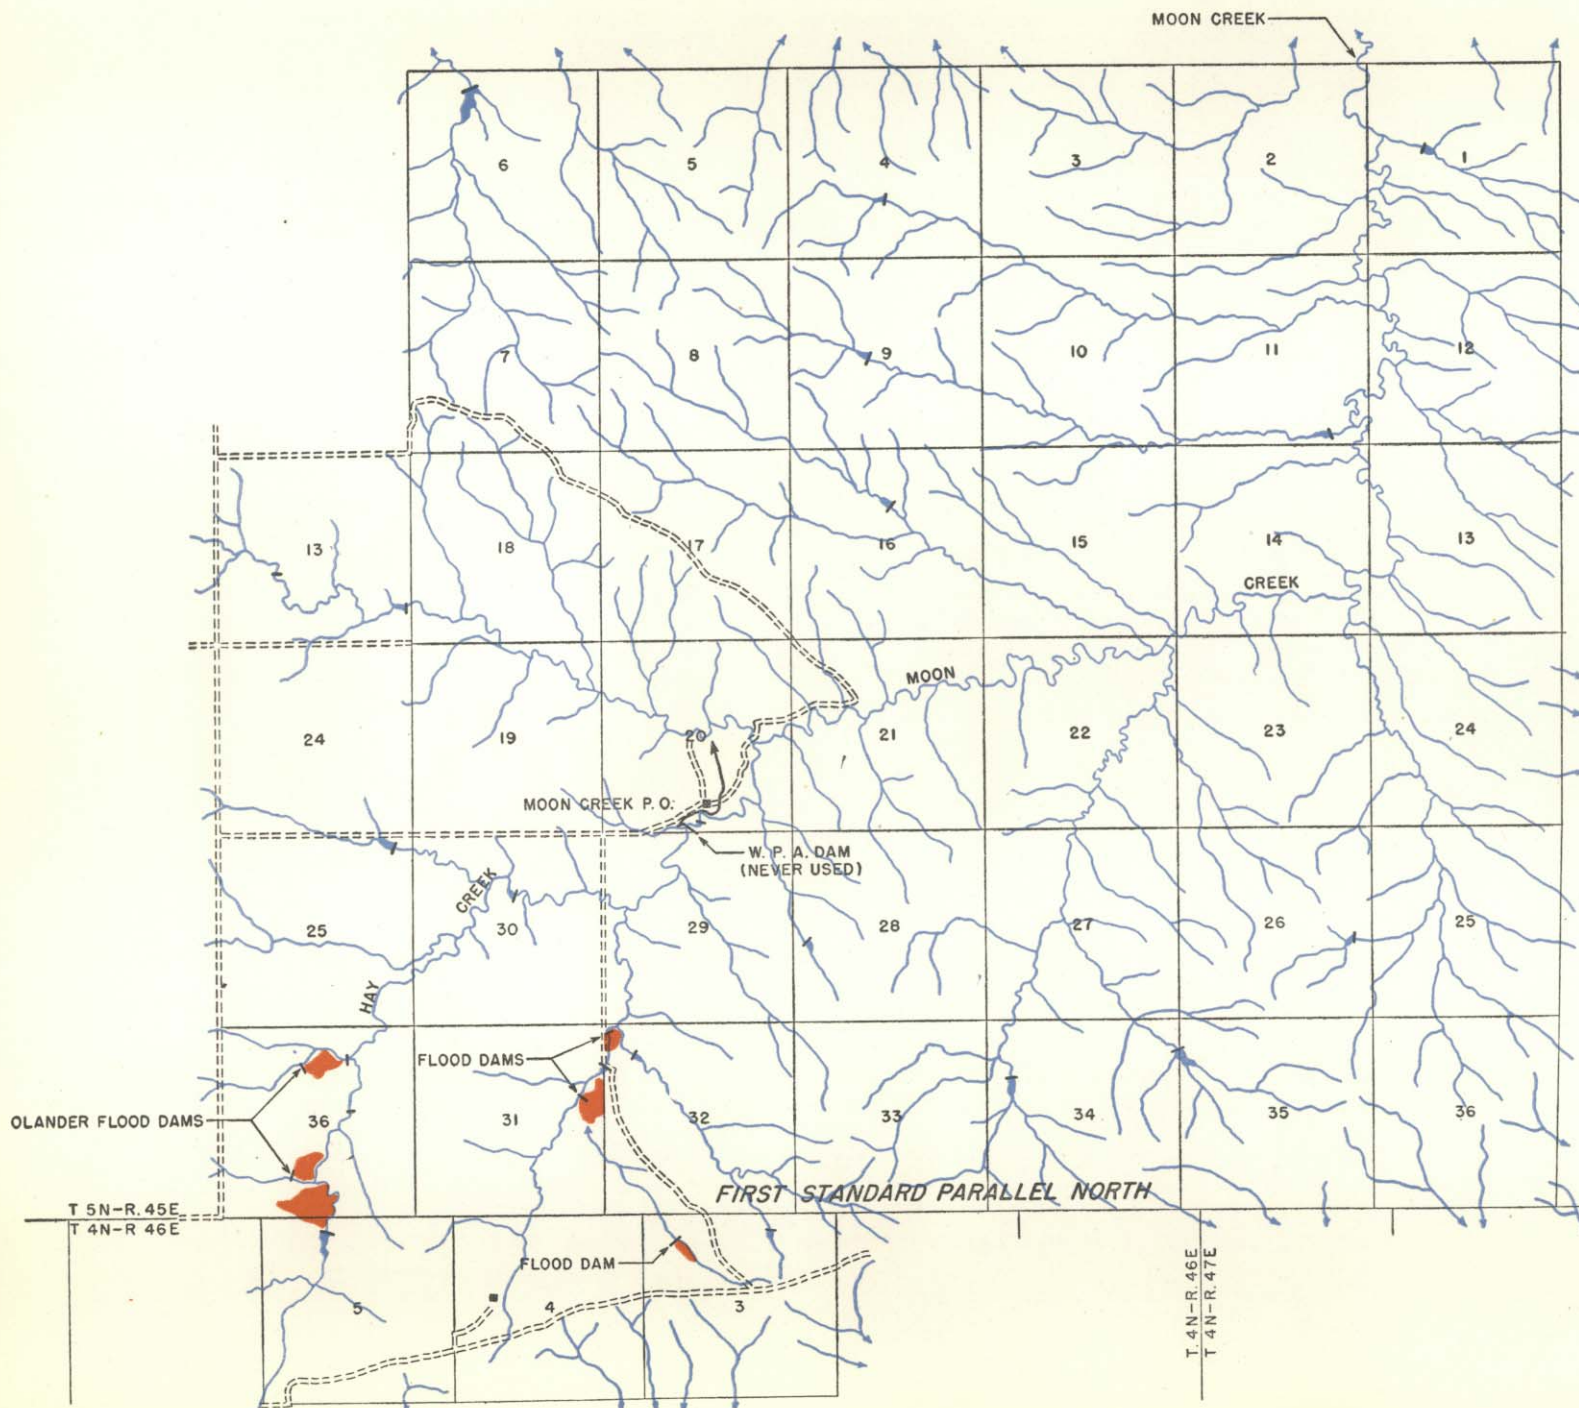 MOON CREEK
6 5 4 3 2 1
7 8 9 10 11 12
13 18 17 16 15 14 13
CREEK
MOON
24 19 20 21 22 23 24
MOON CREEK P.O.
W. P. A. DAM
(NEVER USED)
HAY CREEK
25 30 29 28 27 26 25
FLOOD DAMS
OLANDER FLOOD DAMS
36 31 32 33 34 35 36
FIRST STANDARD PARALLEL NORTH
T 5N-R. 45E
T 4N-R 46E
FLOOD DAM
5 4 3
T. 4N-R. 46E
T. 4N-R. 47E